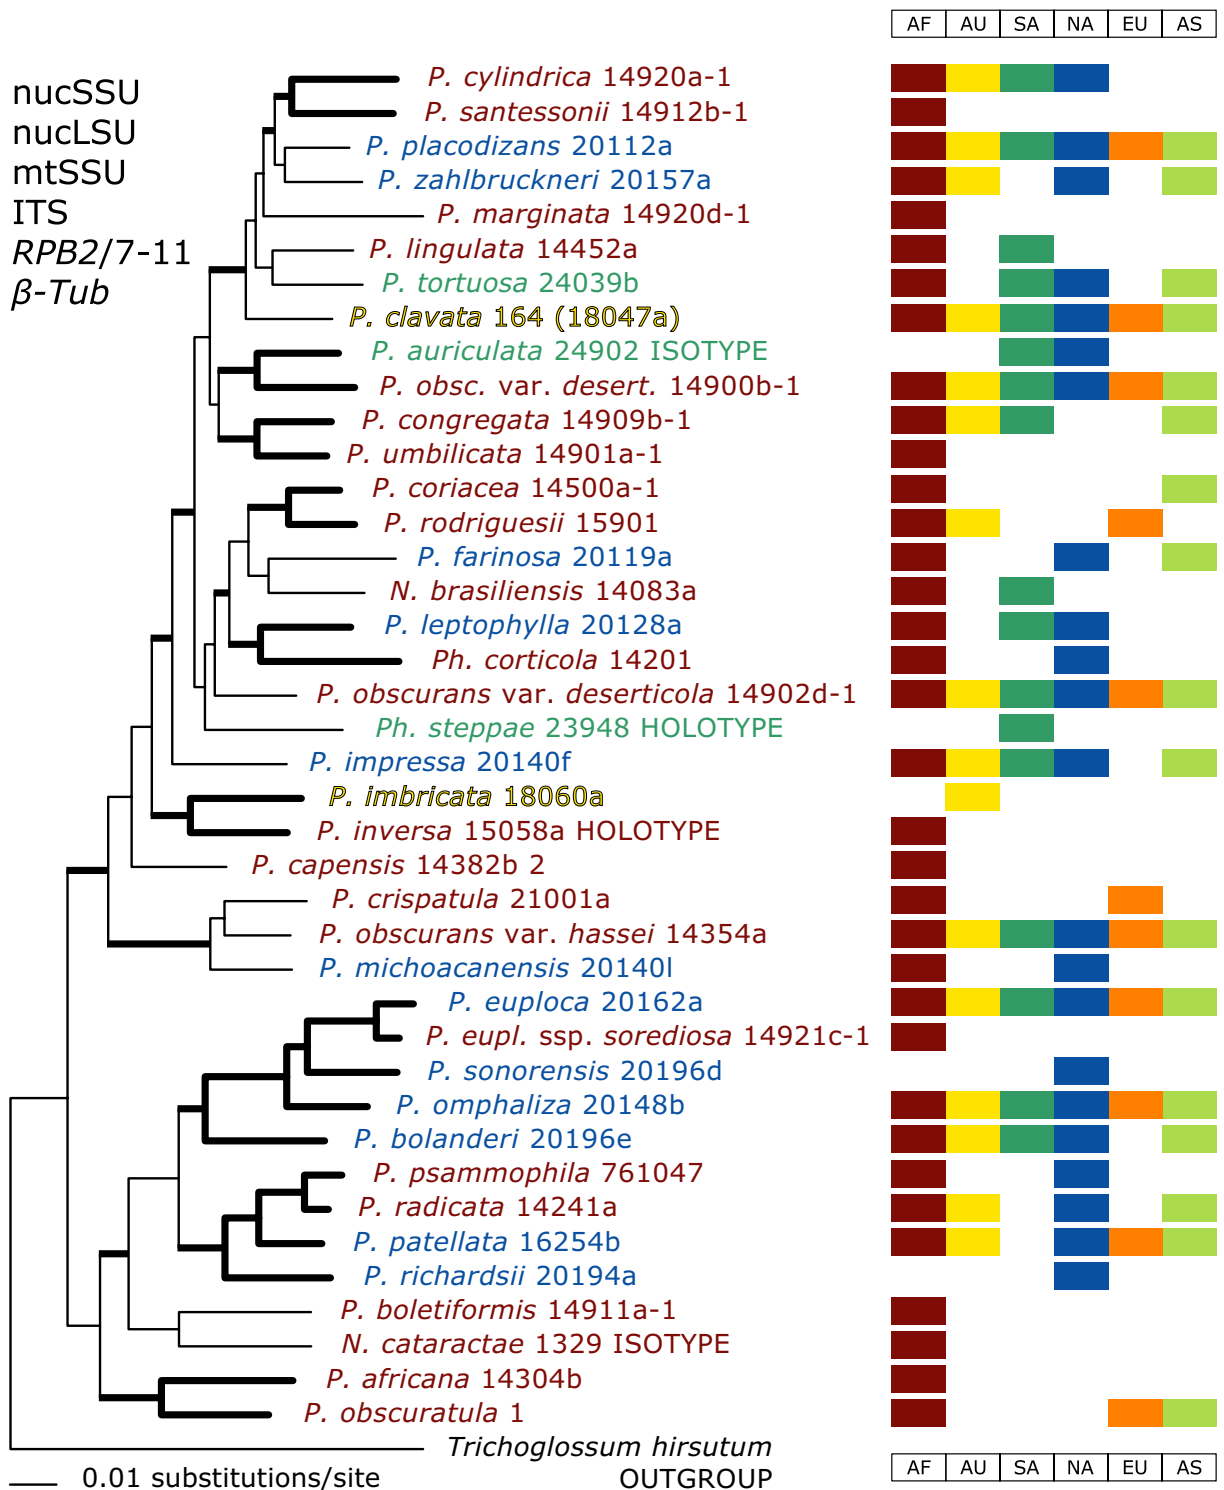 AF AU SA NA EU AS
nucSSU
nucLSU
mtSSU
ITS
RPB2/7-11
β-Tub
P. cylindrica 14920a-1
P. santessonii 14912b-1
P. placodizans 20112a
P. zahlbruckneri 20157a
P. marginata 14920d-1
P. lingulata 14452a
P. tortuosa 24039b
P. clavata 164 (18047a)
P. auriculata 24902 ISOTYPE
P. obsc. var. desert. 14900b-1
P. congregata 14909b-1
P. umbilicata 14901a-1
P. coriacea 14500a-1
P. rodriguesii 15901
P. farinosa 20119a
N. brasiliensis 14083a
P. leptophylla 20128a
Ph. corticola 14201
P. obscurans var. deserticola 14902d-1
Ph. steppae 23948 HOLOTYPE
P. impressa 20140f
P. imbricata 18060a
P. inversa 15058a HOLOTYPE
P. capensis 14382b 2
P. crispatula 21001a
P. obscurans var. hassei 14354a
P. michoacanensis 20140l
P. euploca 20162a
P. eupl. ssp. sorediosa 14921c-1
P. sonorensis 20196d
P. omphaliza 20148b
P. bolanderi 20196e
P. psammophila 761047
P. radicata 14241a
P. patellata 16254b
P. richardsii 20194a
P. boletiformis 14911a-1
N. cataractae 1329 ISOTYPE
P. africana 14304b
P. obscuratula 1
Trichoglossum hirsutum
OUTGROUP
0.01 substitutions/site
AF AU SA NA EU AS